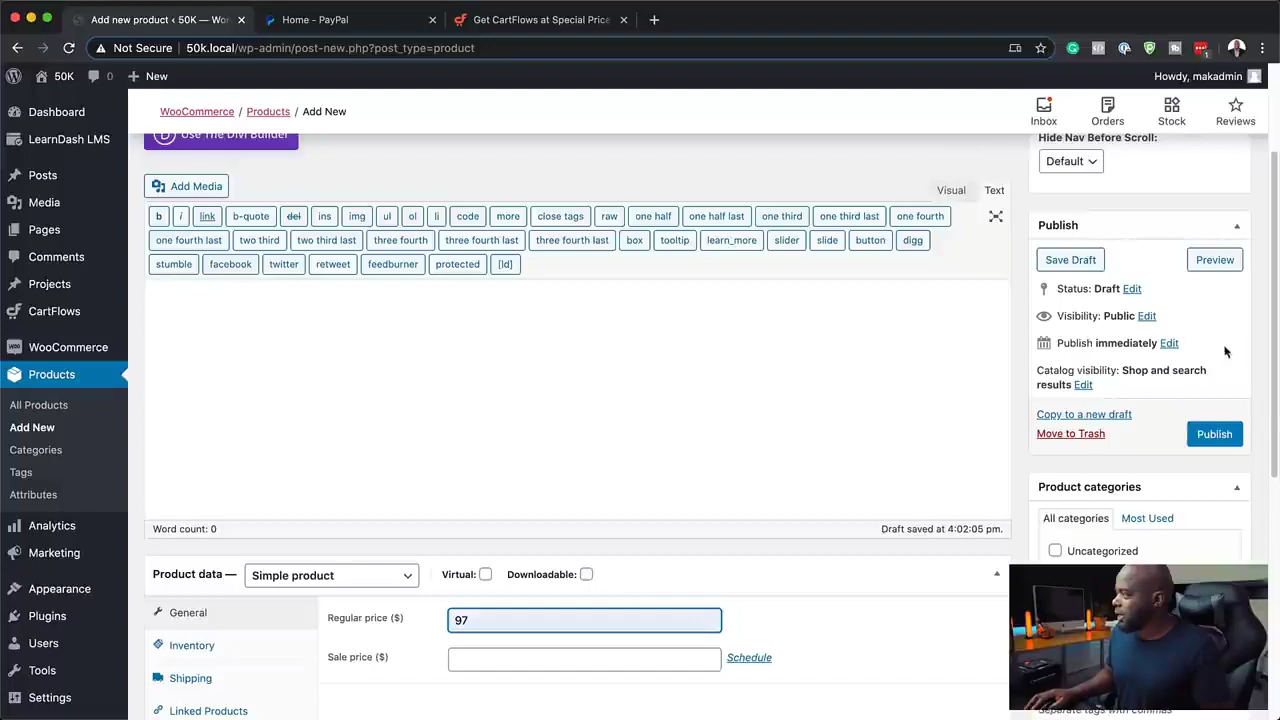 Add new product < 50K — Wo
Home - PayPal
Get CartFlows at Special Price
Not Secure | 50k.local/wp-admin/post-new.php?post_type=product
50K 0 New
Howdy, makadmin
Dashboard
LearnDash LMS
Posts
Media
Pages
Comments
Projects
CartFlows
WooCommerce
Products
All Products
Add New
Categories
Tags
Attributes
Analytics
Marketing
Appearance
Plugins
Users
Tools
Settings
WooCommerce / Products / Add New
Inbox Orders Stock Reviews
Use The Divi Builder
Add Media
Visual Text
b i link b-quote del ins img ul ol li code more close tags raw one half one half last one third one third last one fourth
one fourth last two third two third last three fourth three fourth last three fourth last box tooltip learn_more slider slide button digg
stumble facebook twitter retweet feedburner protected [ld]
Word count: 0 Draft saved at 4:02:05 pm.
Product data — Simple product Virtual: Downloadable:
General
Inventory
Shipping
Linked Products
Regular price ($) 97
Sale price ($) Schedule
Hide Nav Before Scroll:
Default
Publish
Save Draft Preview
Status: Draft Edit
Visibility: Public Edit
Publish immediately Edit
Catalog visibility: Shop and search
results Edit
Copy to a new draft
Move to Trash Publish
Product categories
All categories Most Used
Uncategorized
Separate tags with commas